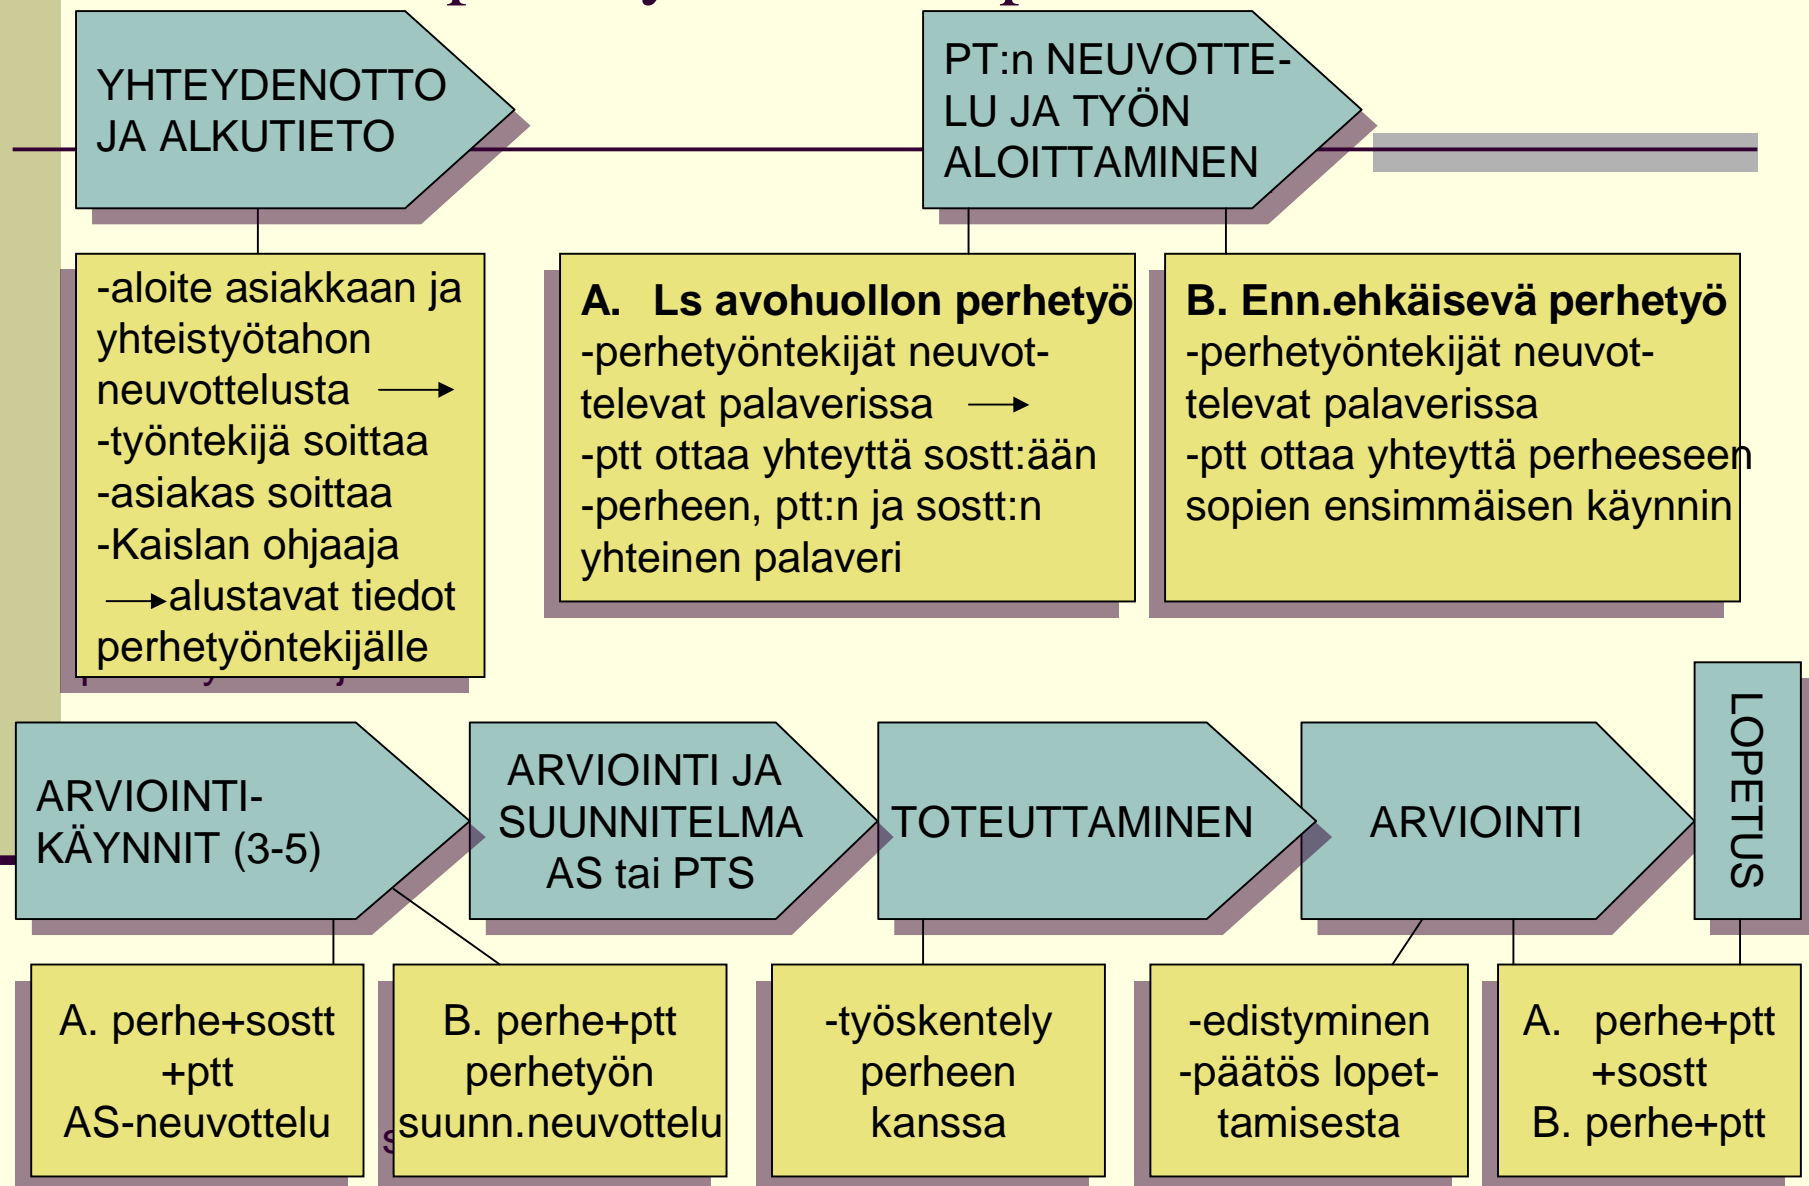 YHTEYDENOTTO
JA ALKUTIETO
PT:n NEUVOTTE-
LU JA TYÖN
ALOITTAMINEN
-aloite asiakkaan ja
yhteistyötahon
neuvottelusta →
-työntekijä soittaa
-asiakas soittaa
-Kaislan ohjaaja
→alustavat tiedot
perhetyöntekijälle
A. Ls avohuollon perhetyö
-perhetyöntekijät neuvot-
televat palaverissa →
-ptt ottaa yhteyttä sostt:ään
-perheen, ptt:n ja sostt:n
yhteinen palaveri
B. Enn.ehkäisevä perhetyö
-perhetyöntekijät neuvot-
televat palaverissa
-ptt ottaa yhteyttä perheeseen
sopien ensimmäisen käynnin
ARVIOINTI-
KÄYNNIT (3-5)
ARVIOINTI JA
SUUNNITELMA
AS tai PTS
TOTEUTTAMINEN
ARVIOINTI
LOPETUS
A. perhe+sostt
+ptt
AS-neuvottelu
B. perhe+ptt
perhetyön
suunn.neuvottelu
-työskentely
perheen
kanssa
-edistyminen
-päätös lopet-
tamisesta
A. perhe+ptt
+sostt
B. perhe+ptt